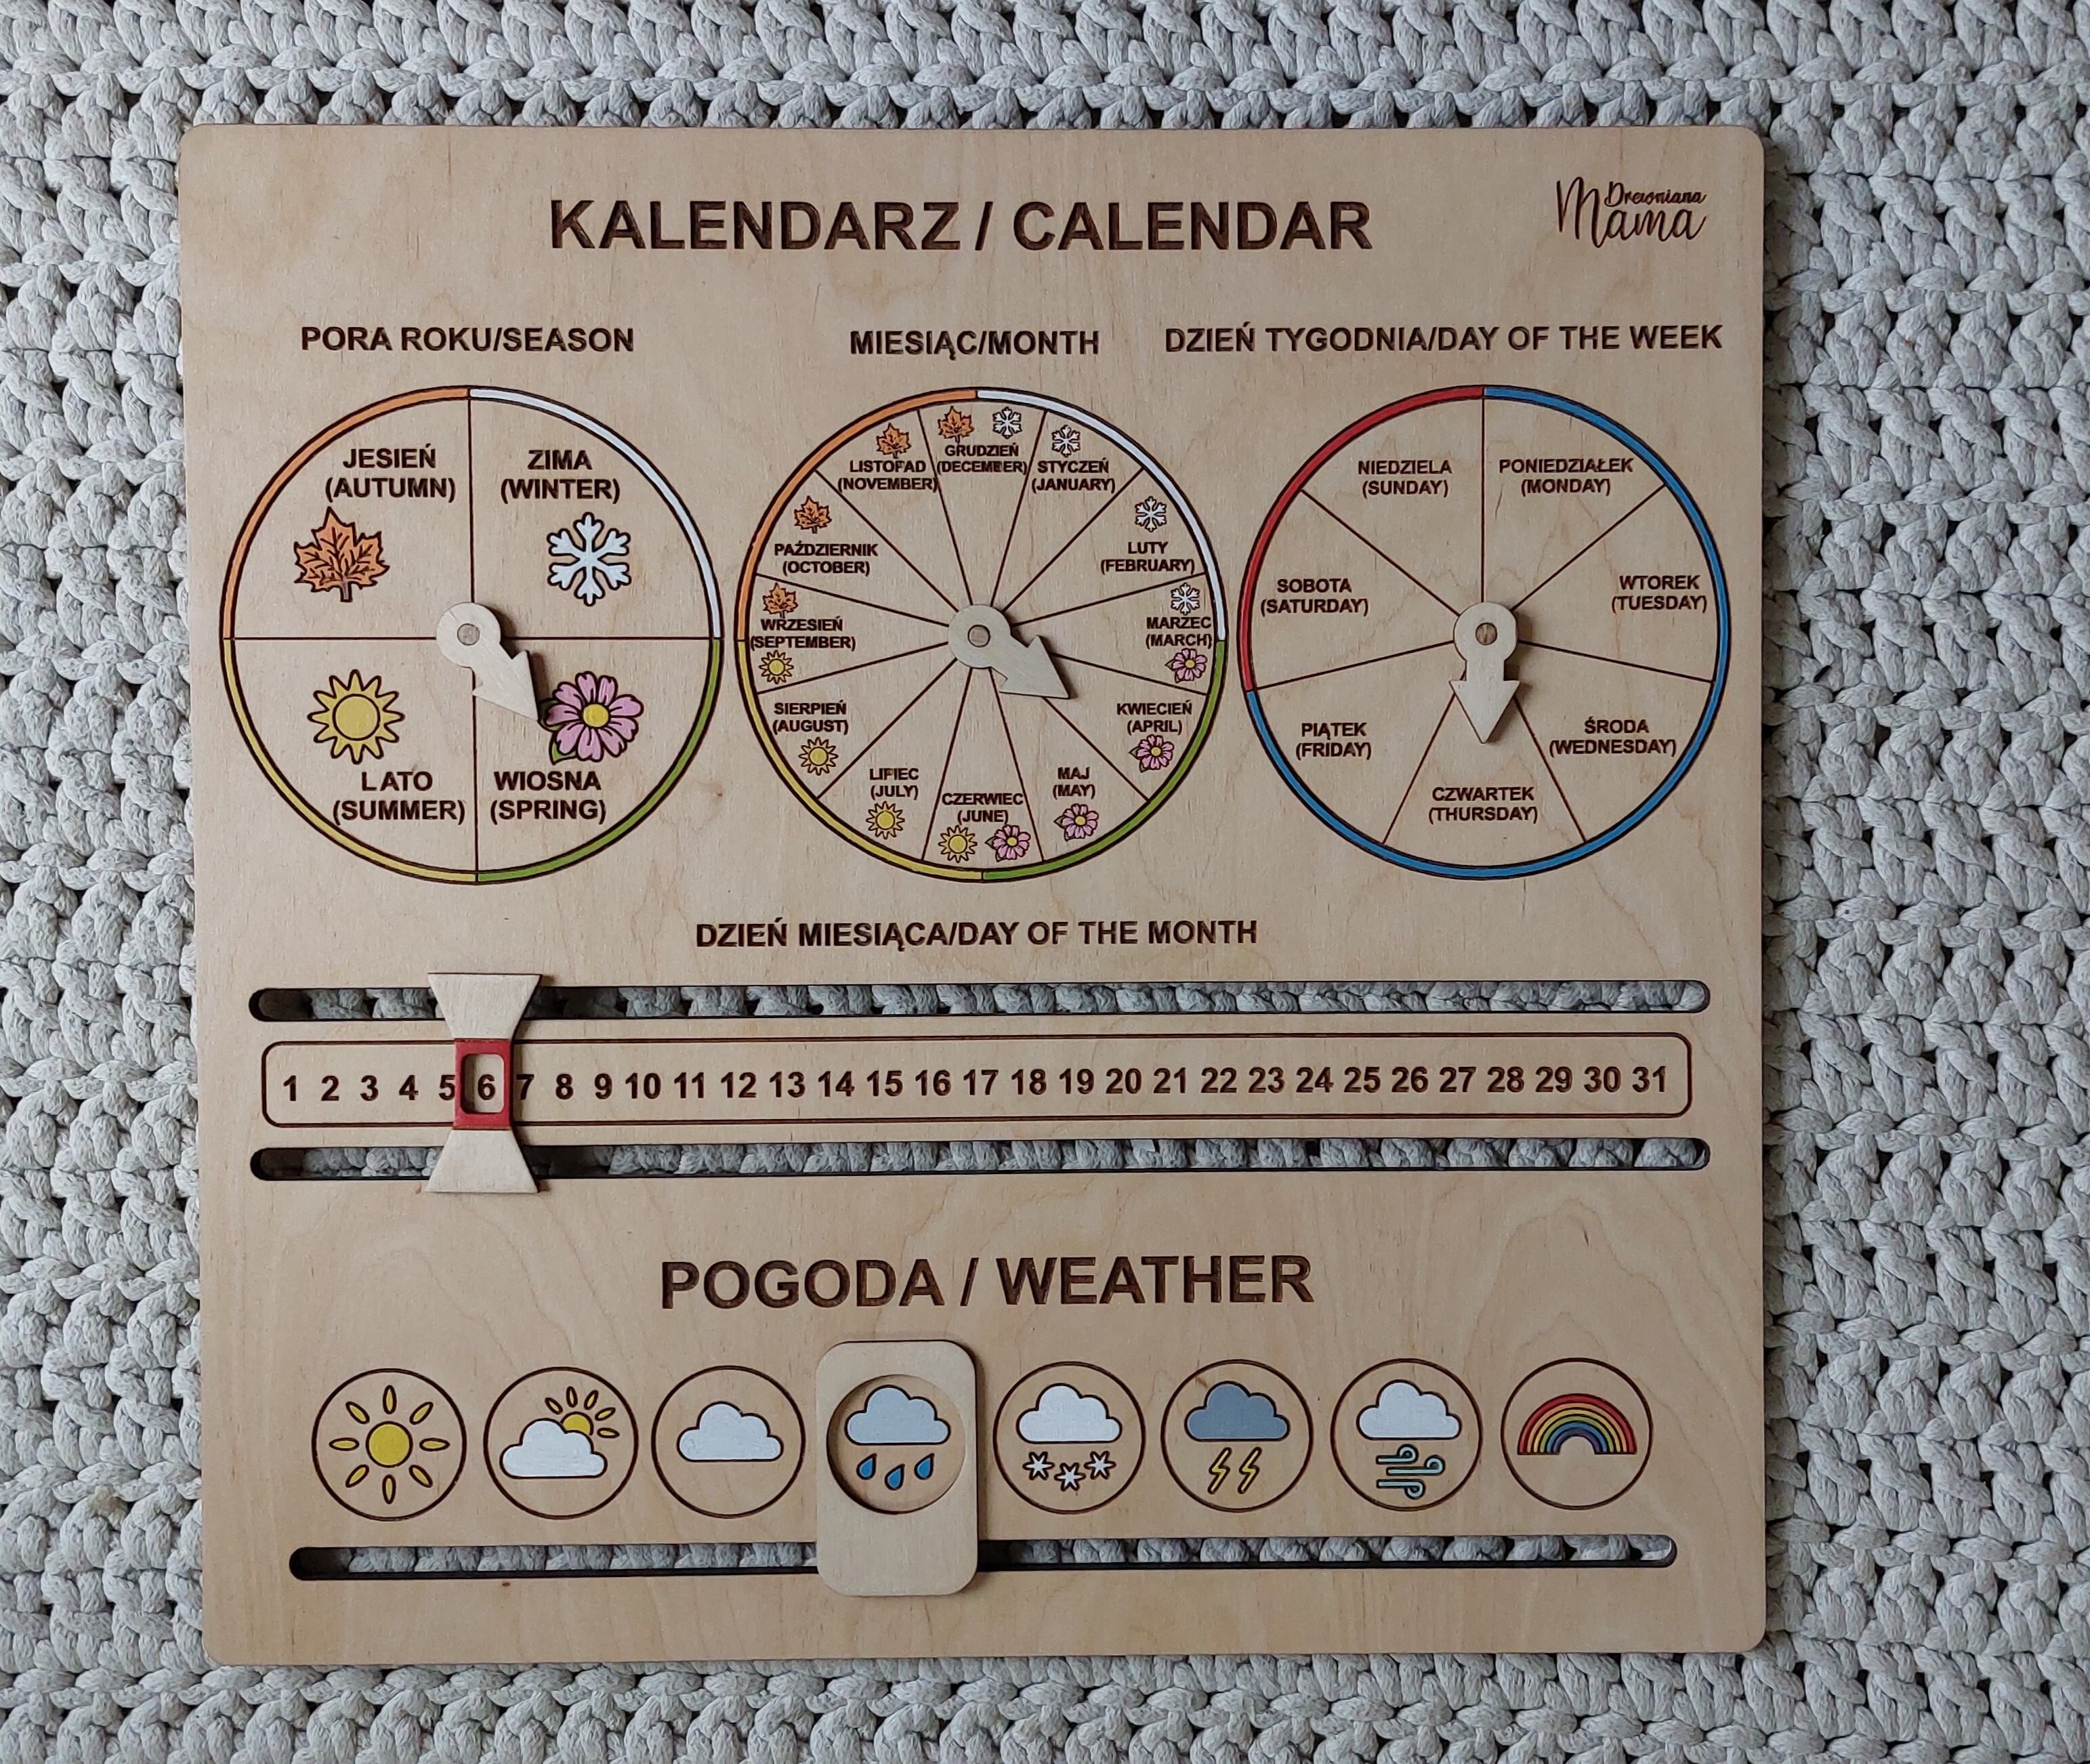 KALENDARZ / CALENDAR
Drewniana
Mama
PORA ROKU/SEASON
JESIEŃ
(AUTUMN)
ZIMA
(WINTER)
LATO
(SUMMER)
WIOSNA
(SPRING)
MIESIĄC/MONTH
LISTOPAD
(NOVEMBER)
GRUDZIEŃ
(DECEMBER)
STYCZEŃ
(JANUARY)
PAŹDZIERNIK
(OCTOBER)
LUTY
(FEBRUARY)
WRZESIEŃ
(SEPTEMBER)
MARZEC
(MARCH)
SIERPIEŃ
(AUGUST)
KWIECIEŃ
(APRIL)
LIPIEC
(JULY)
CZERWIEC
(JUNE)
MAJ
(MAY)
DZIEŃ TYGODNIA/DAY OF THE WEEK
NIEDZIELA
(SUNDAY)
PONIEDZIAŁEK
(MONDAY)
SOBOTA
(SATURDAY)
WTOREK
(TUESDAY)
PIĄTEK
(FRIDAY)
ŚRODA
(WEDNESDAY)
CZWARTEK
(THURSDAY)
DZIEŃ MIESIĄCA/DAY OF THE MONTH
1 2 3 4 5 6 7 8 9 10 11 12 13 14 15 16 17 18 19 20 21 22 23 24 25 26 27 28 29 30 31
POGODA / WEATHER